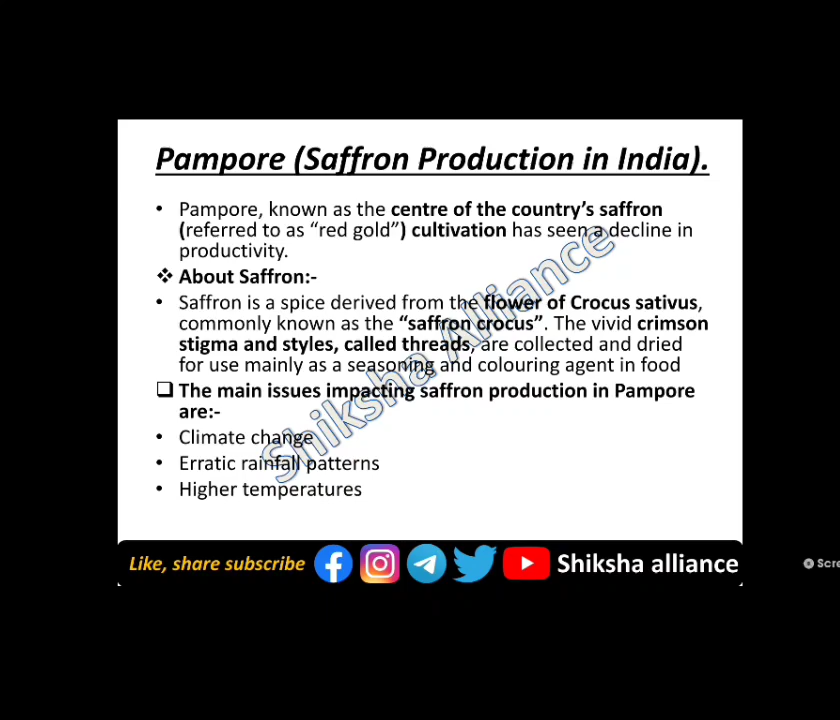 Pampore (Saffron Production in India).
• Pampore, known as the centre of the country's saffron
(referred to as “red gold”) cultivation has seen a decline in
productivity.
❖ About Saffron:-
• Saffron is a spice derived from the flower of Crocus sativus,
commonly known as the “saffron crocus”. The vivid crimson
stigma and styles, called threads, are collected and dried
for use mainly as a seasoning and colouring agent in food
❑ The main issues impacting saffron production in Pampore
are:-
• Climate change
• Erratic rainfall patterns
• Higher temperatures
Shiksha Alliance
Like, share subscribe
Shiksha alliance